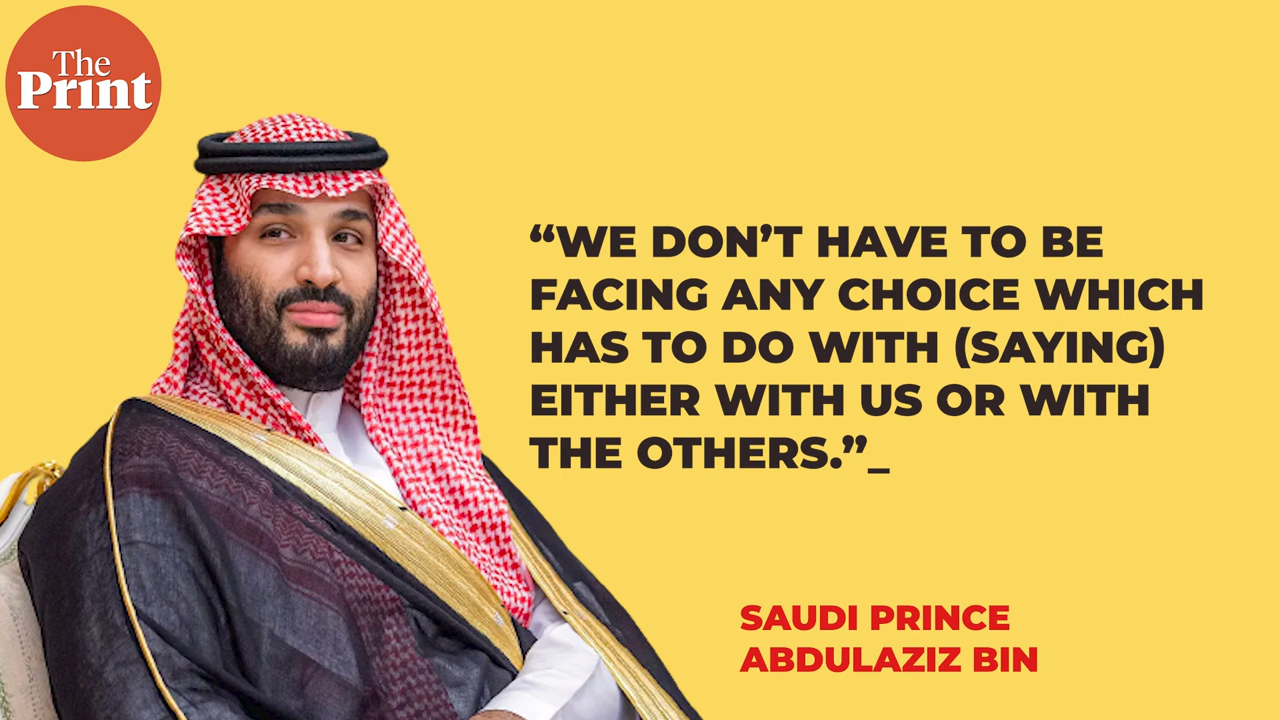 The
Print
“WE DON’T HAVE TO BE
FACING ANY CHOICE WHICH
HAS TO DO WITH (SAYING)
EITHER WITH US OR WITH
THE OTHERS.”_
SAUDI PRINCE
ABDULAZIZ BIN